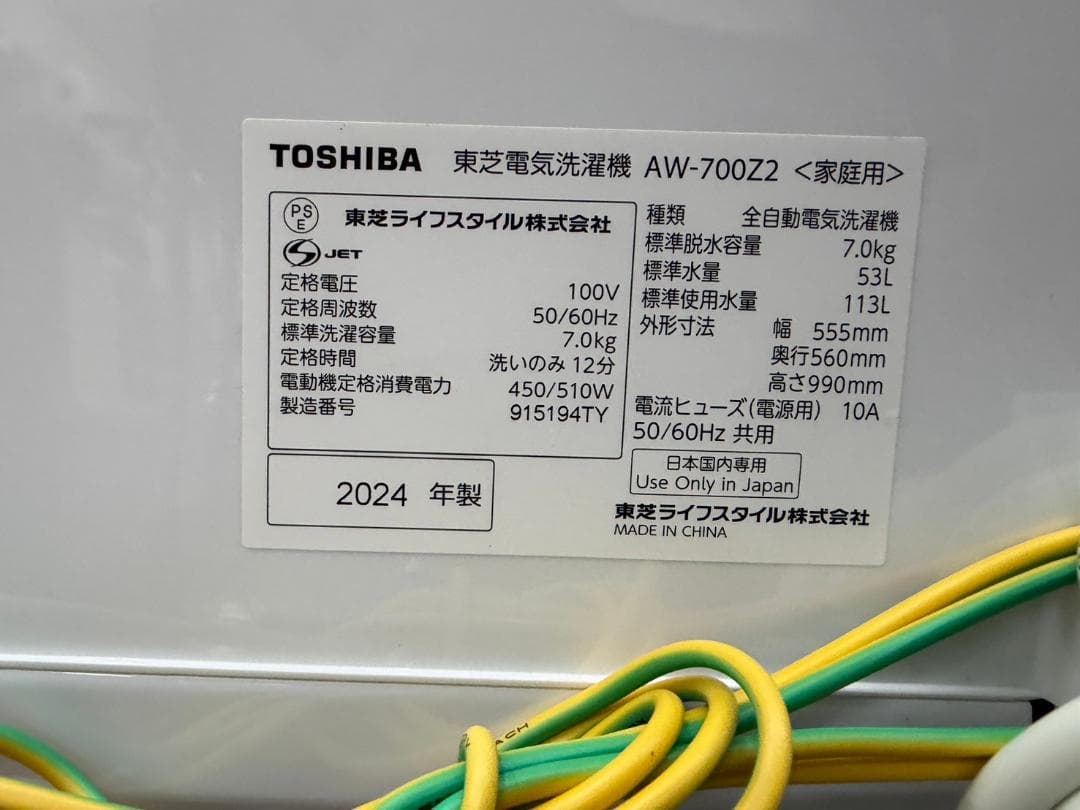 TOSHIBA 東芝電気洗濯機 AW-700Z2 <家庭用>
PSE 東芝ライフスタイル株式会社
S JET
定格電圧 100V
定格周波数 50/60Hz
標準洗濯容量 7.0kg
定格時間 洗いのみ 12分
電動機定格消費電力 450/510W
製造番号 915194TY
2024 年製
種類 全自動電気洗濯機
標準脱水容量 7.0kg
標準水量 53L
標準使用水量 113L
外形寸法 幅 555mm
奥行560mm
高さ990mm
電流ヒューズ(電源用) 10A
50/60Hz 共用
日本国内専用
Use Only in Japan
東芝ライフスタイル株式会社
MADE IN CHINA